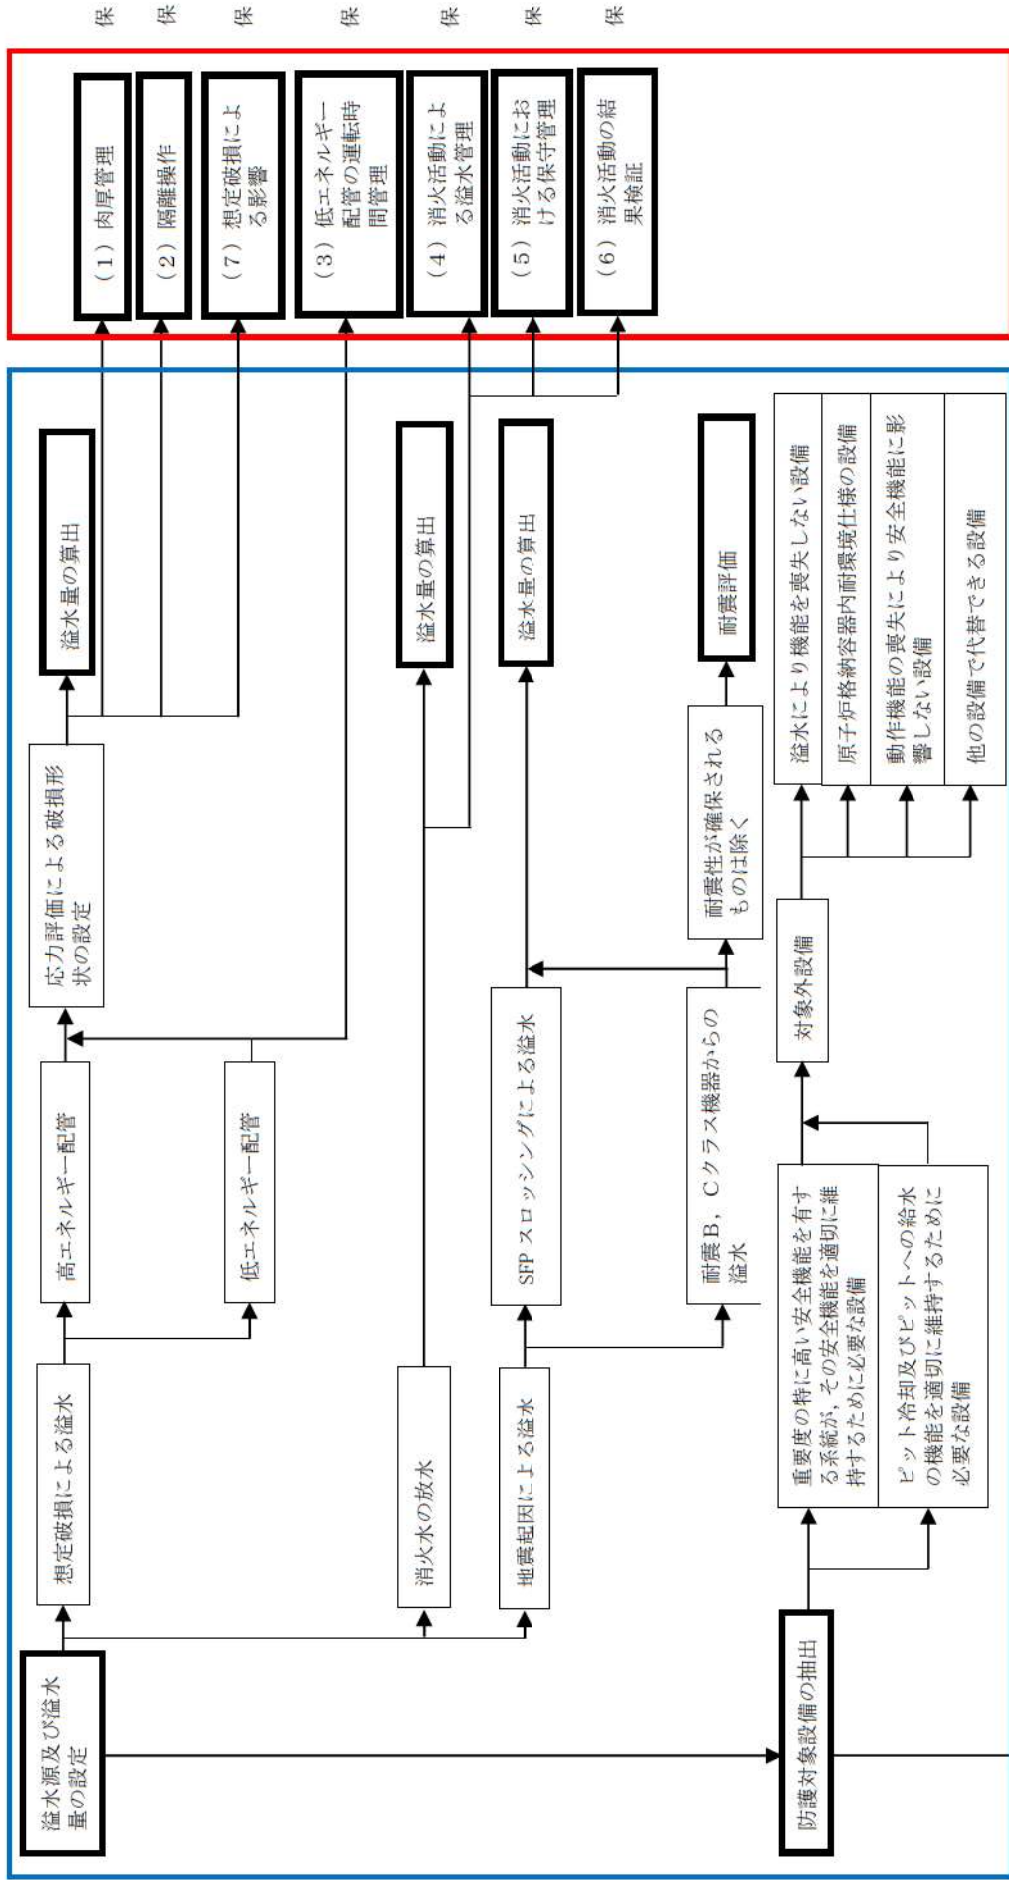 溢水源及び溢水
量の設定
想定破損による溢水
高エネルギー配管
応力評価による破損形
状の設定
溢水量の算出
低エネルギー配管
消火水の放水
溢水量の算出
地震起因による溢水
SFP スロッシングによる溢水
溢水量の算出
耐震B，Cクラス機器からの
溢水
耐震性が確保される
ものは除く
耐震評価
防護対象設備の抽出
重要度の特に高い安全機能を有す
る系統が，その安全機能を適切に維
持するために必要な設備
ピット冷却及びピットへの給水
の機能を適切に維持するために
必要な設備
対象外設備
溢水により機能を喪失しない設備
原子炉格納容器内耐環境仕様の設備
動作機能の喪失により安全機能に影
響しない設備
他の設備で代替できる設備
(1) 肉厚管理
保
(2) 隔離操作
保
(7) 想定破損によ
る影響
保
(3) 低エネルギー
配管の運転時
間管理
保
(4) 消火活動によ
る溢水管理
保
(5) 消火活動にお
ける保守管理
保
(6) 消火活動の結
果検証
保